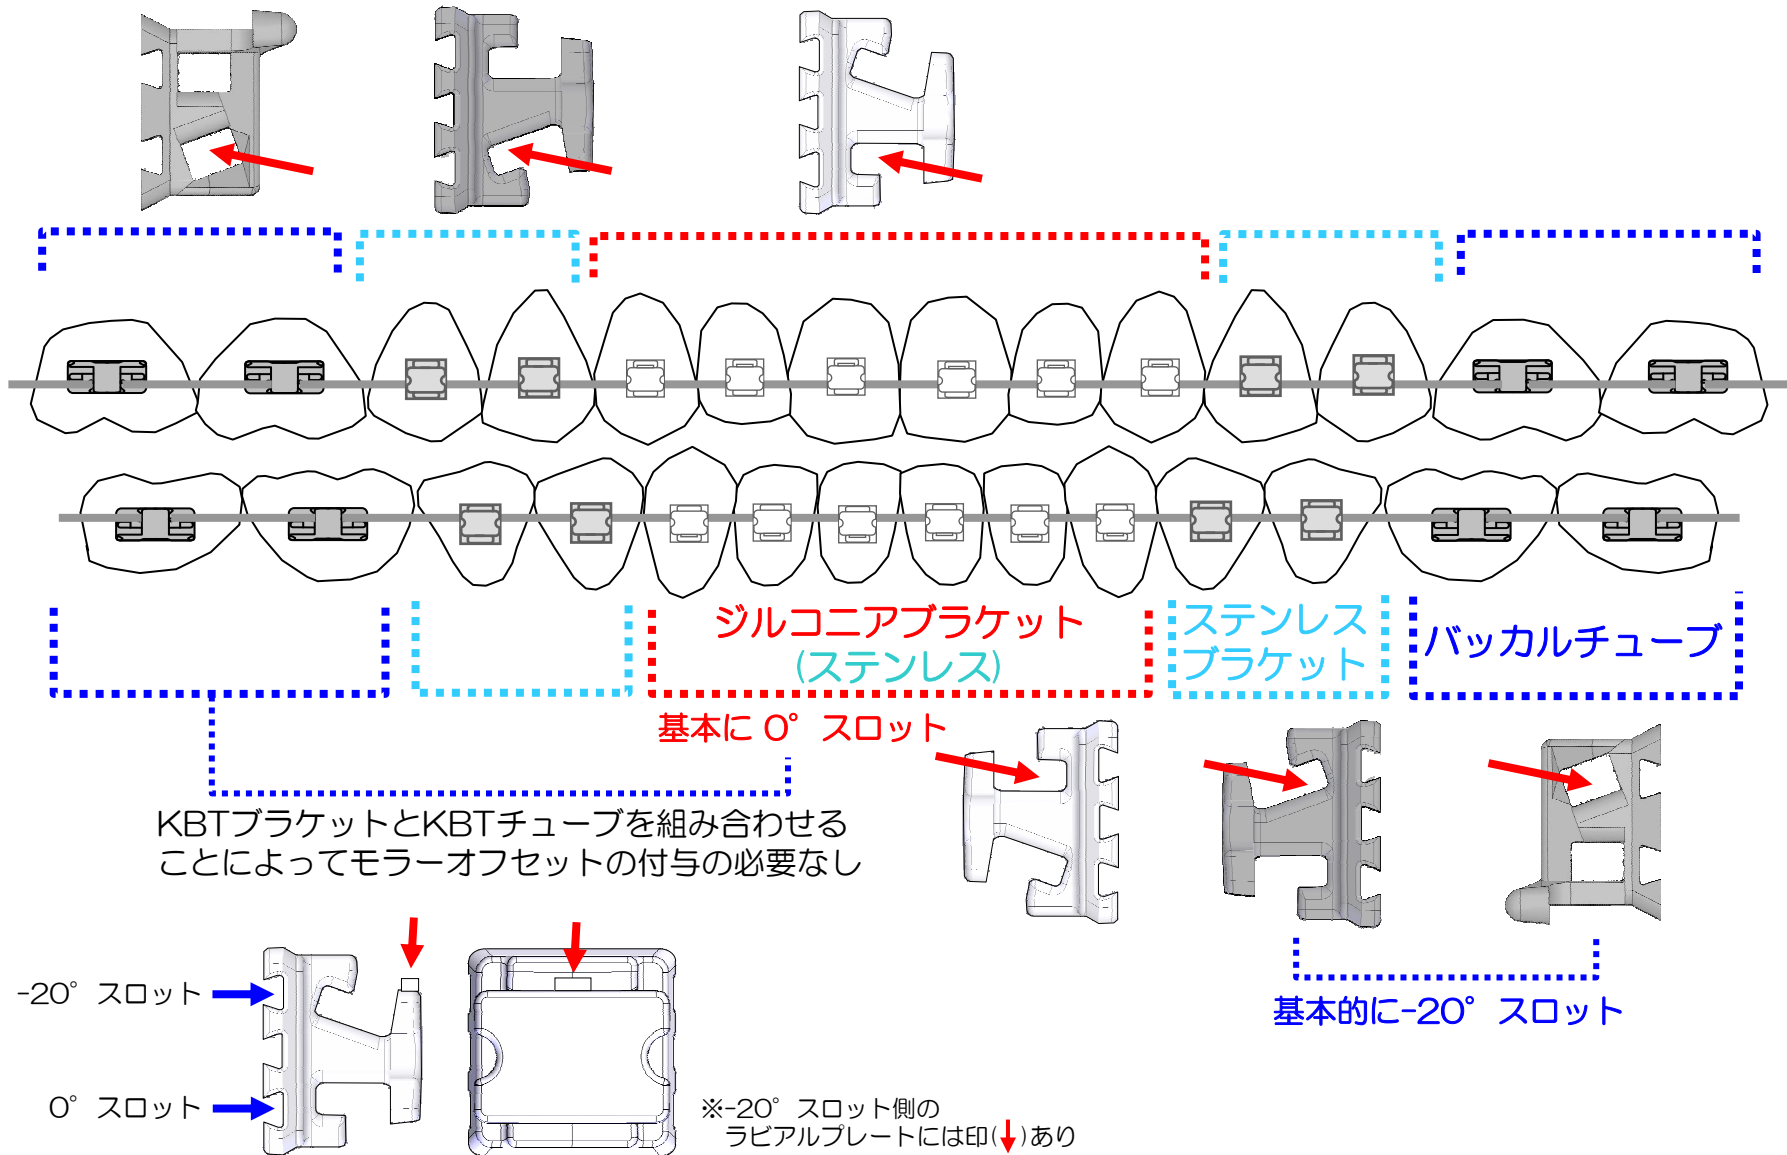 ジルコニアブラケット
(ステンレス)
ステンレス
ブラケット
バッカルチューブ
基本に 0° スロット
KBTブラケットとKBTチューブを組み合わせる
ことによってモラーオフセットの付与の必要なし
-20° スロット
0° スロット
基本的に-20° スロット
※-20° スロット側の
ラビアルプレートには印(↓)あり